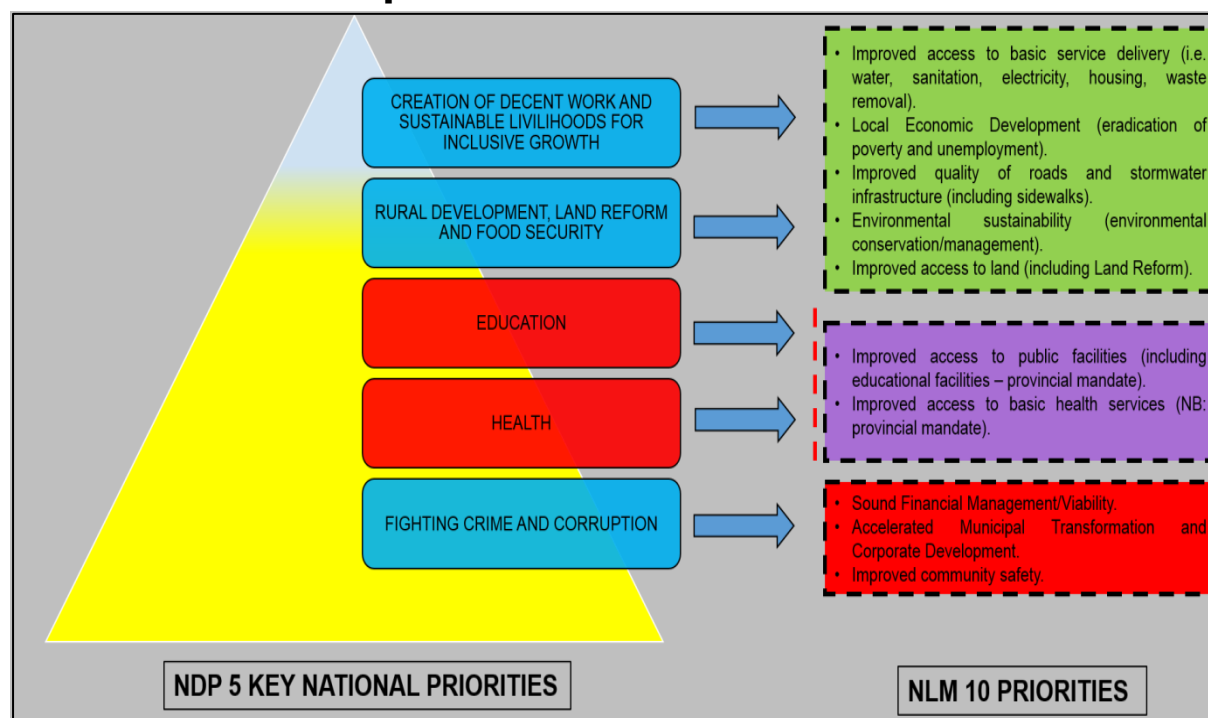 CREATION OF DECENT WORK AND
SUSTAINABLE LIVILIHOODS FOR
INCLUSIVE GROWTH
RURAL DEVELOPMENT, LAND REFORM
AND FOOD SECURITY
EDUCATION
HEALTH
FIGHTING CRIME AND CORRUPTION
NDP 5 KEY NATIONAL PRIORITIES
• Improved access to basic service delivery (i.e.
water, sanitation, electricity, housing, waste
removal).
• Local Economic Development (eradication of
poverty and unemployment).
• Improved quality of roads and stormwater
infrastructure (including sidewalks).
• Environmental sustainability (environmental
conservation/management).
• Improved access to land (including Land Reform).
• Improved access to public facilities (including
educational facilities – provincial mandate).
• Improved access to basic health services (NB:
provincial mandate).
• Sound Financial Management/Viability.
• Accelerated Municipal Transformation and
Corporate Development.
• Improved community safety.
NLM 10 PRIORITIES